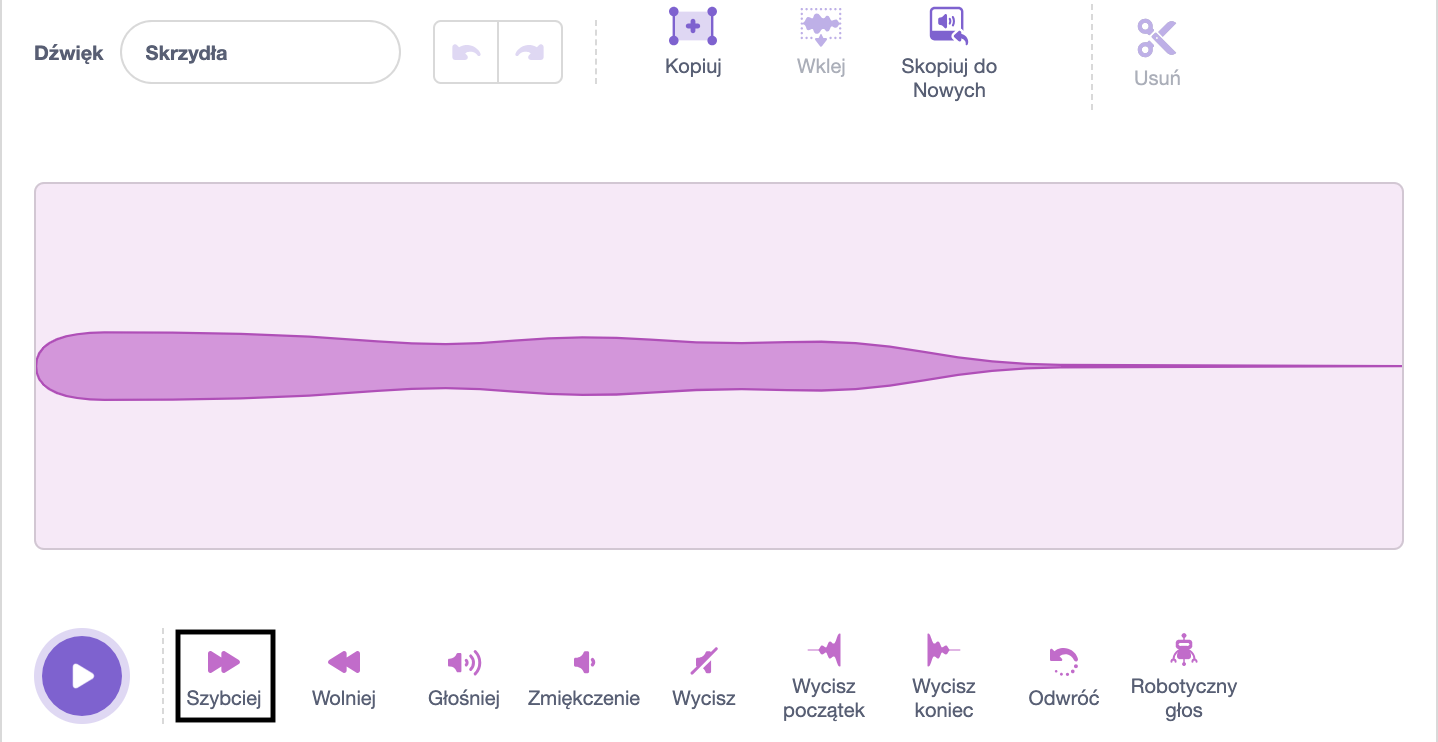 Dźwięk
Skrzydła
Kopiuj
Wklej
Skopiuj do
Nowych
Usuń
Szybciej
Wolniej
Głośniej
Zmiękczenie
Wycisz
Wycisz
początek
Wycisz
koniec
Odwróć
Robotyczny
głos